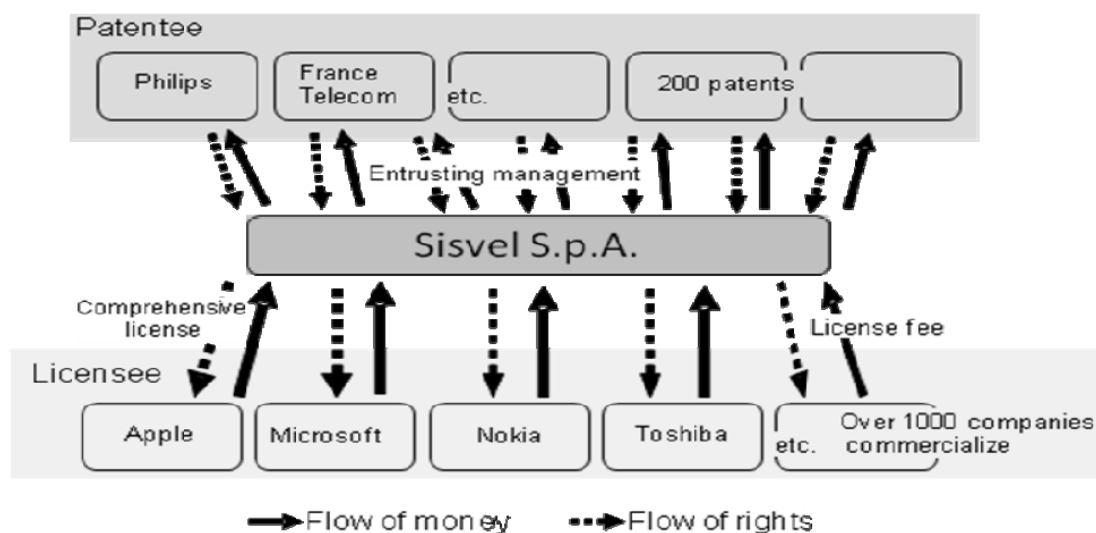 Patentee
Philips
France
Telecom
etc.
200 patents
Entrusting management
Sisvel S.p.A.
Comprehensive
license
License fee
Licensee
Apple
Microsoft
Nokia
Toshiba
etc.
Over 1000 companies
commercialize
Flow of money
Flow of rights